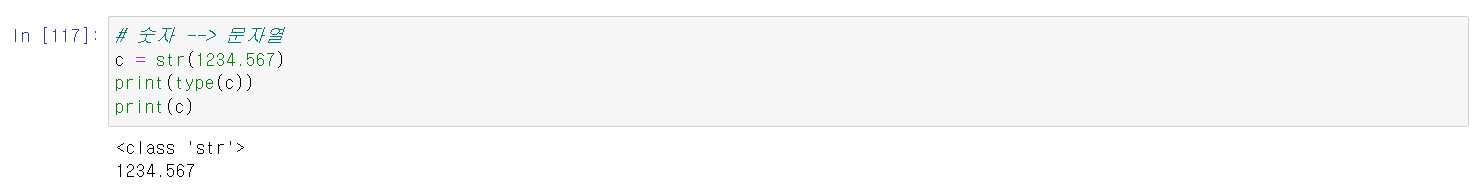 In [117]:
# 숫자 --> 문자열
c = str(1234.567)
print(type(c))
print(c)
<class 'str'>
1234.567